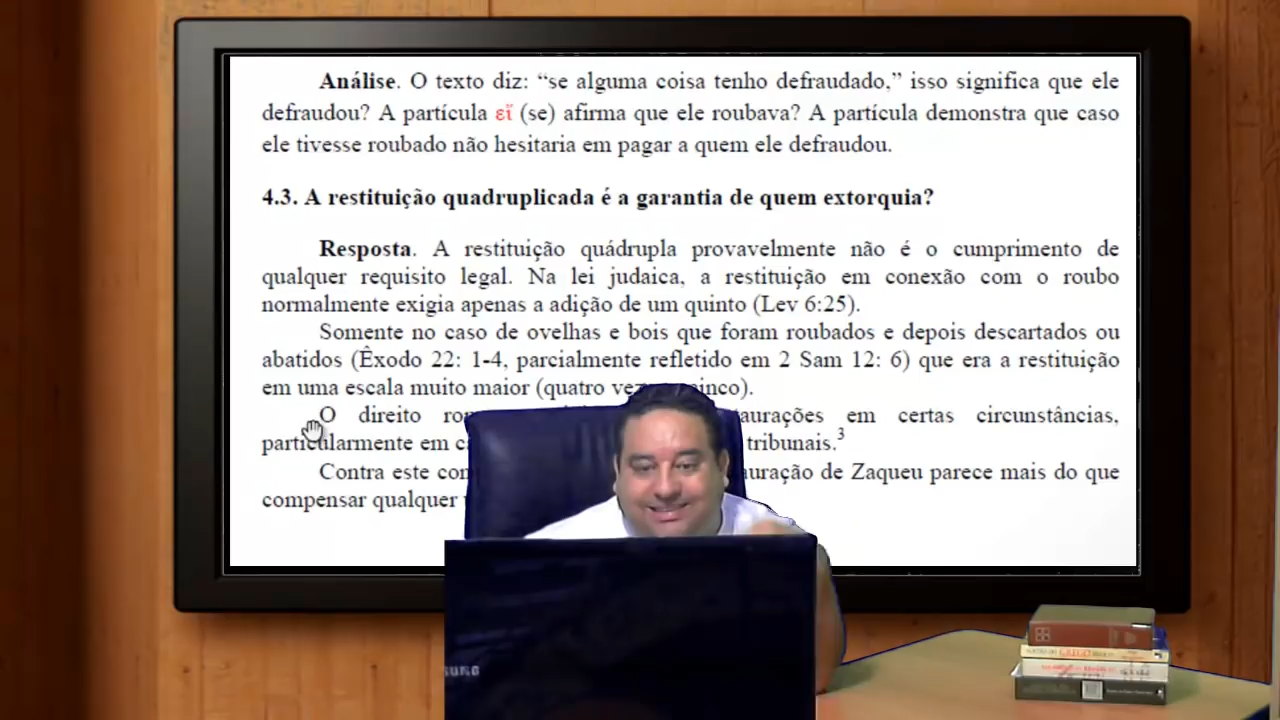 Análise. O texto diz: “se alguma coisa tenho defraudado,” isso significa que ele
defraudou? A partícula εἴ (se) afirma que ele roubava? A partícula demonstra que caso
ele tivesse roubado não hesitaria em pagar a quem ele defraudou.
4.3. A restituição quadruplicada é a garantia de quem extorquia?
Resposta. A restituição quádrupla provavelmente não é o cumprimento de
qualquer requisito legal. Na lei judaica, a restituição em conexão com o roubo
normalmente exigia apenas a adição de um quinto (Lev 6:25).
Somente no caso de ovelhas e bois que foram roubados e depois descartados ou
abatidos (Êxodo 22: 1-4, parcialmente refletido em 2 Sam 12: 6) que era a restituição
em uma escala muito maior (quatro
O direito em certas circunstâncias,
particularmente em tribunais.3
Contra este de Zaqueu parece mais do que
compensar qualquer